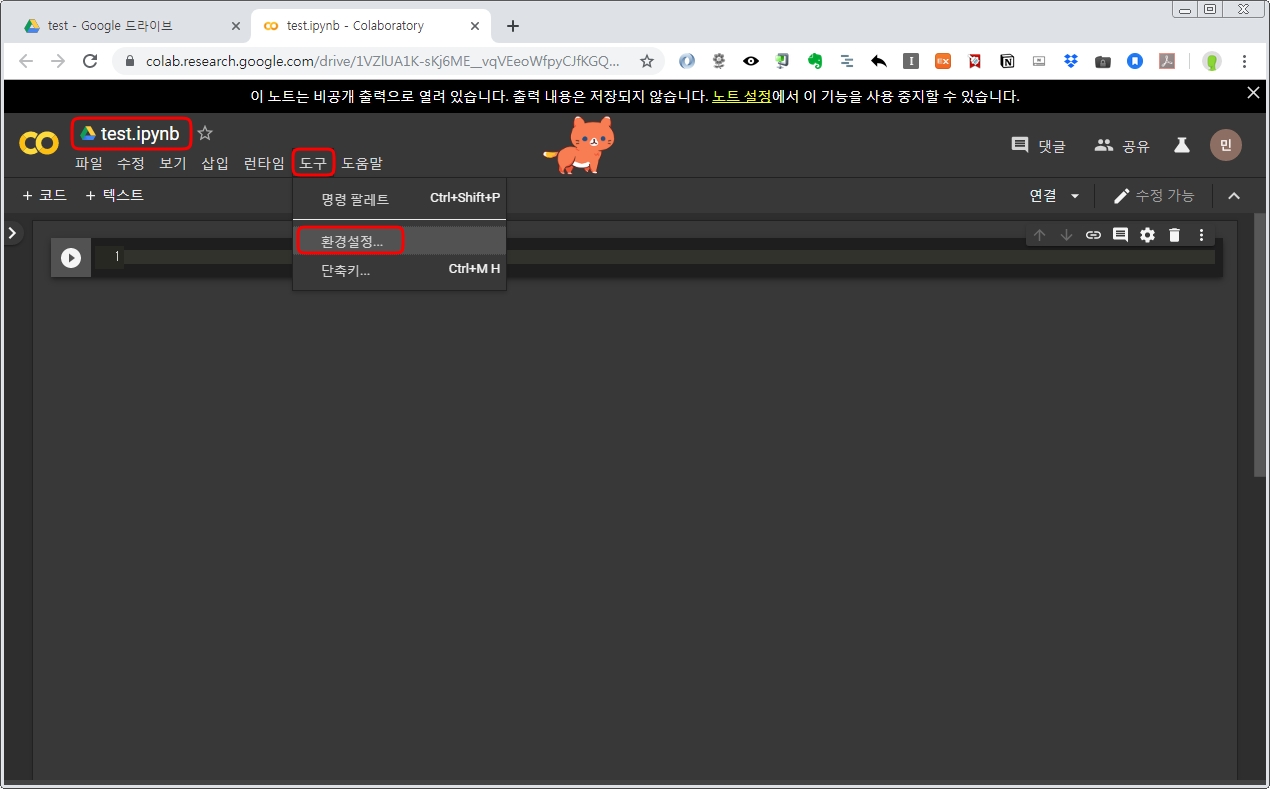 test - Google 드라이브
test.ipynb - Colaboratory
colab.research.google.com/drive/1VZlUA1K-sKj6ME__vqVEeoWfpyCJfKGQ...
이 노트는 비공개 출력으로 열려 있습니다. 출력 내용은 저장되지 않습니다. 노트 설정에서 이 기능을 사용 중지할 수 있습니다.
test.ipynb
댓글 공유 민
파일 수정 보기 삽입 런타임 도구 도움말
+ 코드 + 텍스트 연결 수정 가능
명령 팔레트 Ctrl+Shift+P
환경설정...
단축키... Ctrl+M H
1